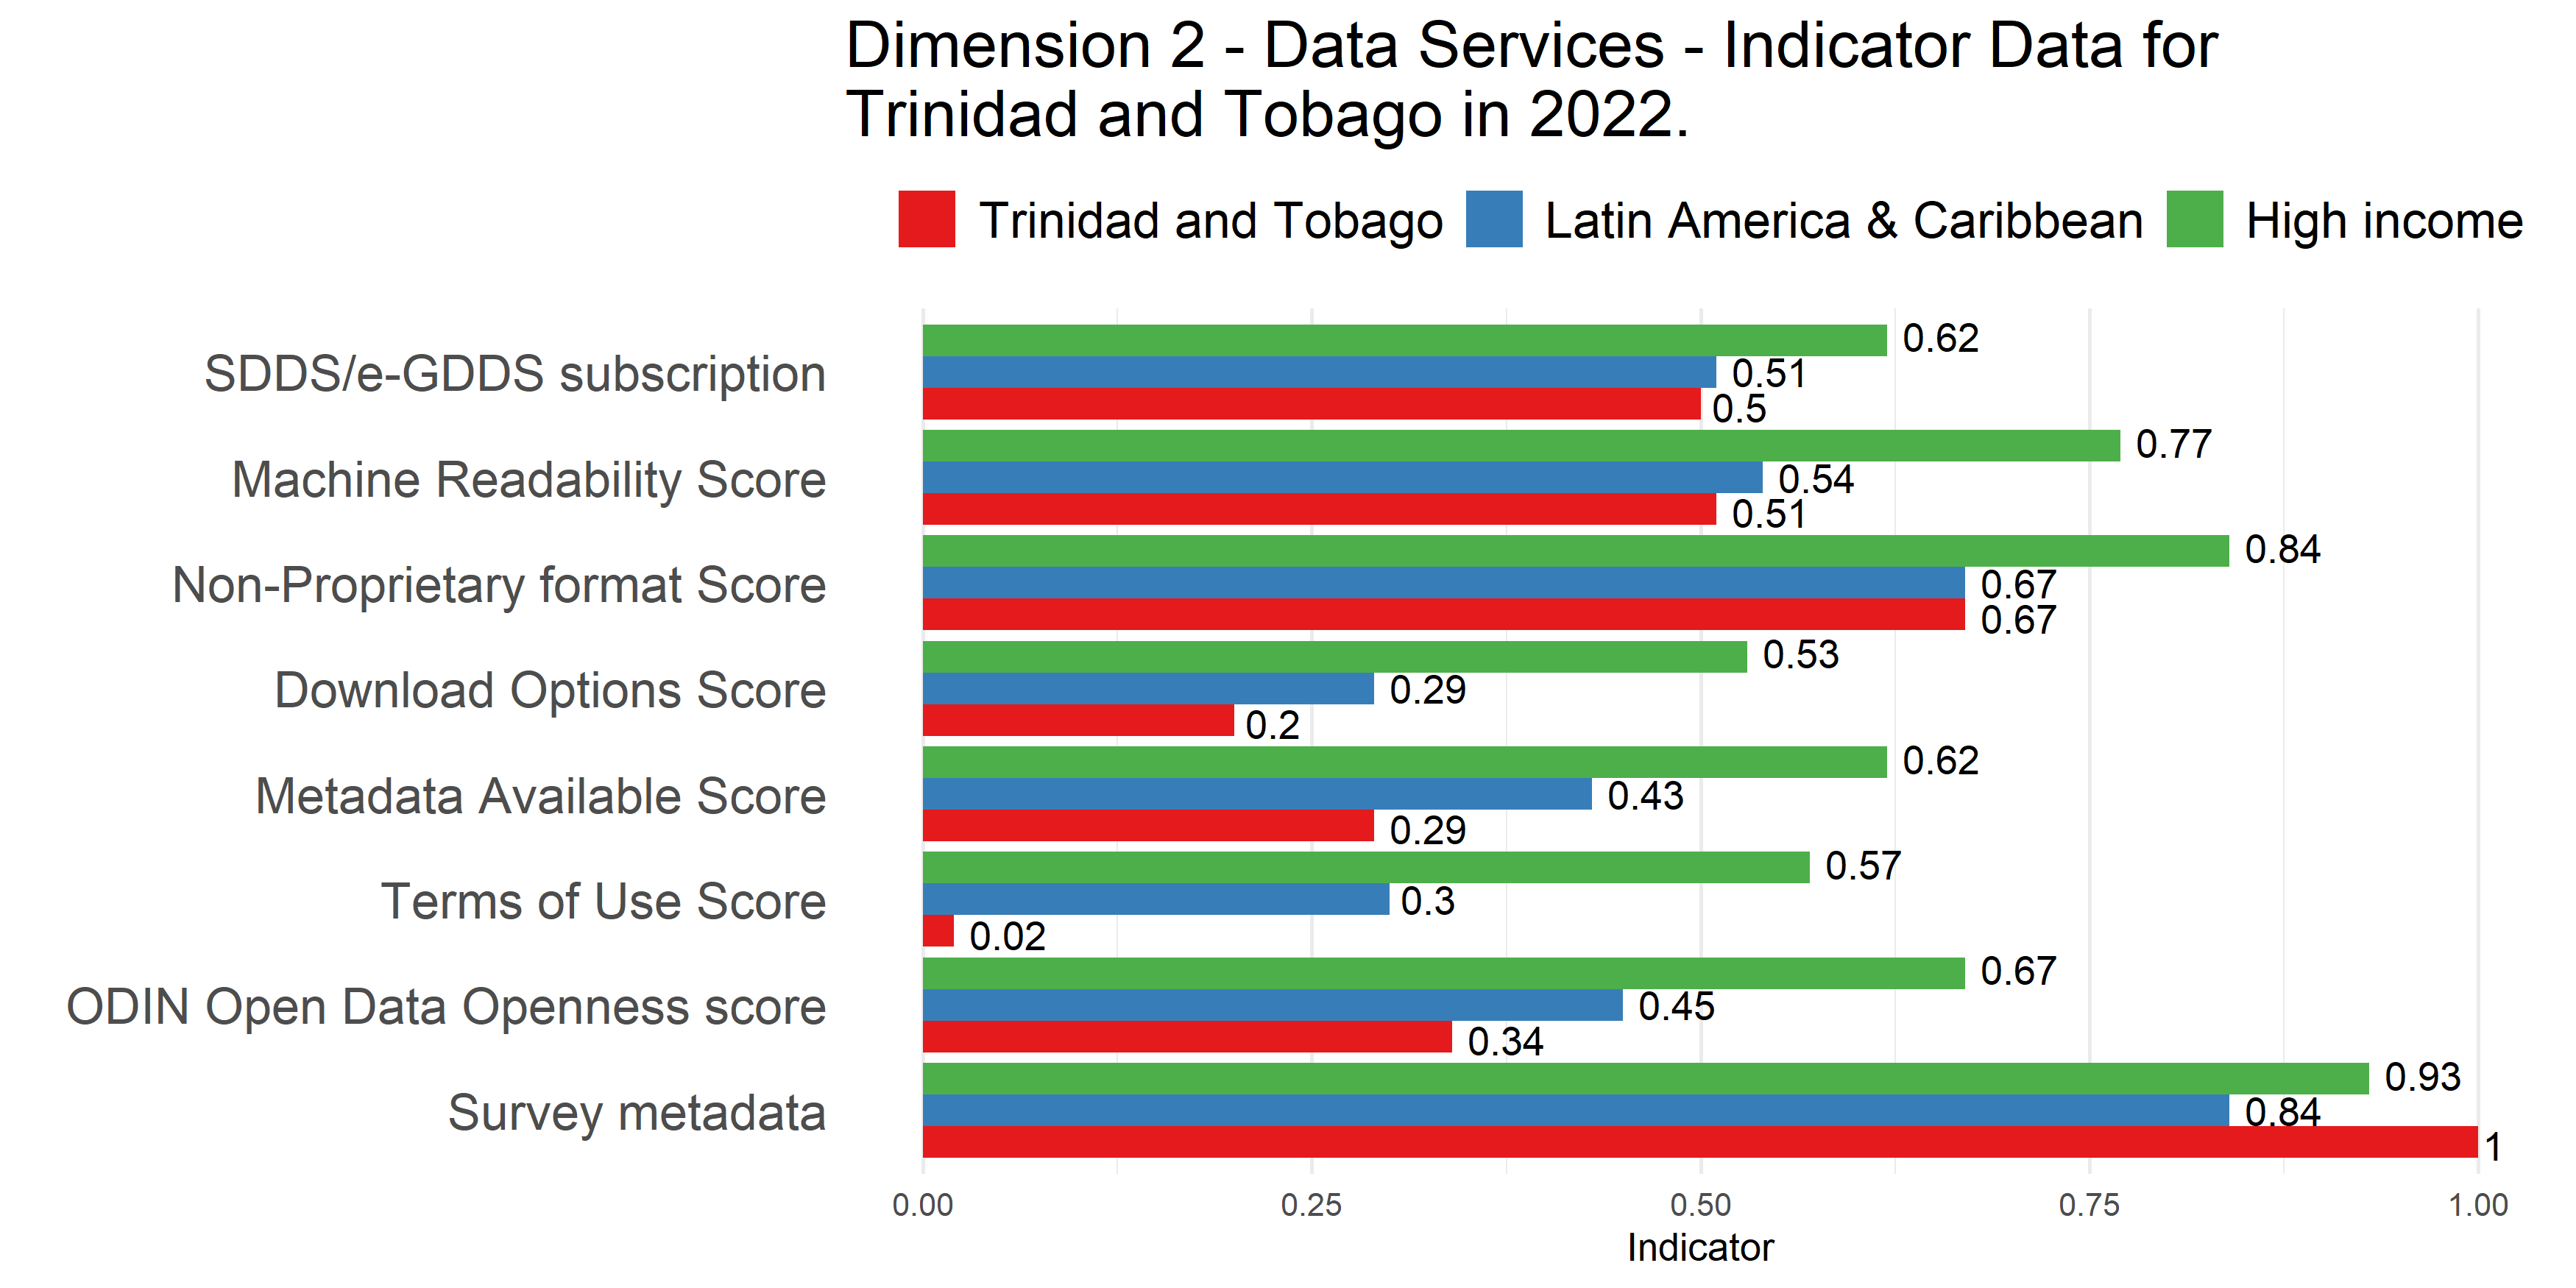 Dimension 2 - Data Services - Indicator Data for
Trinidad and Tobago in 2022.
Trinidad and Tobago Latin America & Caribbean High income
SDDS/e-GDDS subscription
0.62
0.51
0.5
Machine Readability Score
0.77
0.54
0.51
Non-Proprietary format Score
0.84
0.67
0.67
Download Options Score
0.53
0.29
0.2
Metadata Available Score
0.62
0.43
0.29
Terms of Use Score
0.57
0.3
0.02
ODIN Open Data Openness score
0.67
0.45
0.34
Survey metadata
0.93
0.84
1
0.00 0.25 0.50 0.75 1.00
Indicator